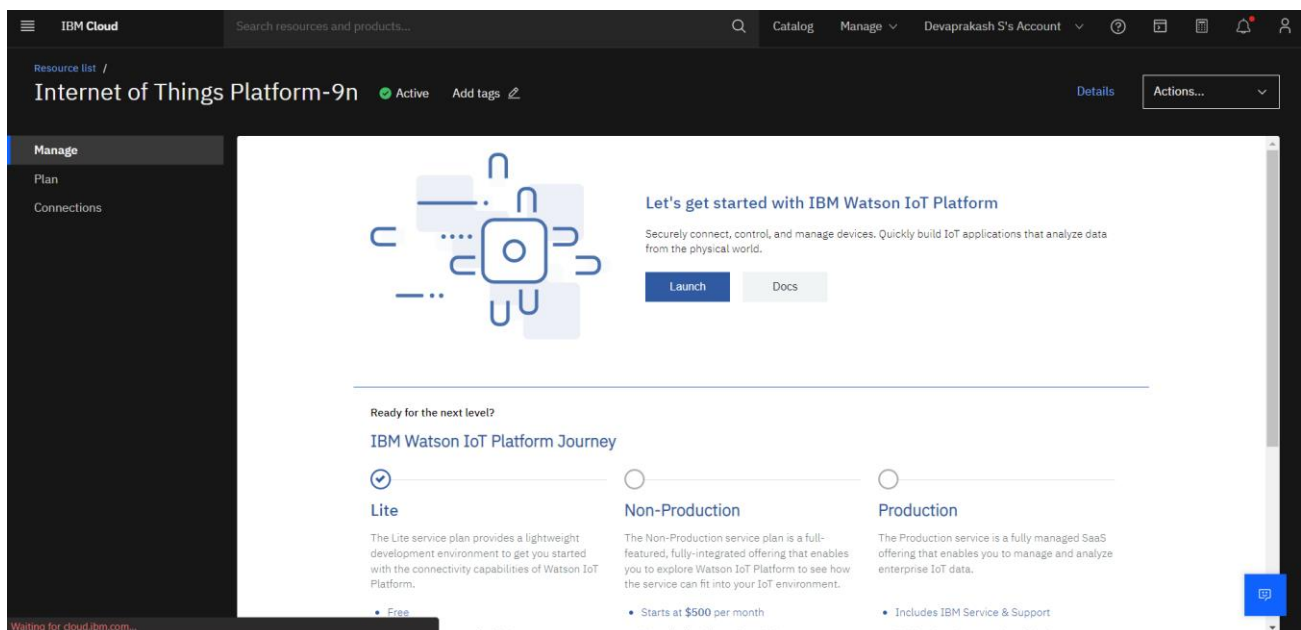 IBM Cloud
Search resources and products...
Catalog
Manage
Devaprakash S's Account
Resource list /
Internet of Things Platform-9n
Active
Add tags
Details
Actions...
Manage
Plan
Connections
Let's get started with IBM Watson IoT Platform
Securely connect, control, and manage devices. Quickly build IoT applications that analyze data
from the physical world.
Launch
Docs
Ready for the next level?
IBM Watson IoT Platform Journey
Lite
The Lite service plan provides a lightweight
development environment to get you started
with the connectivity capabilities of Watson IoT
Platform.
• Free
Non-Production
The Non-Production service plan is a full-
featured, fully-integrated offering that enables
you to explore Watson IoT Platform to see how
the service can fit into your IoT environment.
• Starts at $500 per month
Production
The Production service is a fully managed SaaS
offering that enables you to manage and analyze
enterprise IoT data.
• Includes IBM Service & Support
Waiting for cloud.ibm.com...